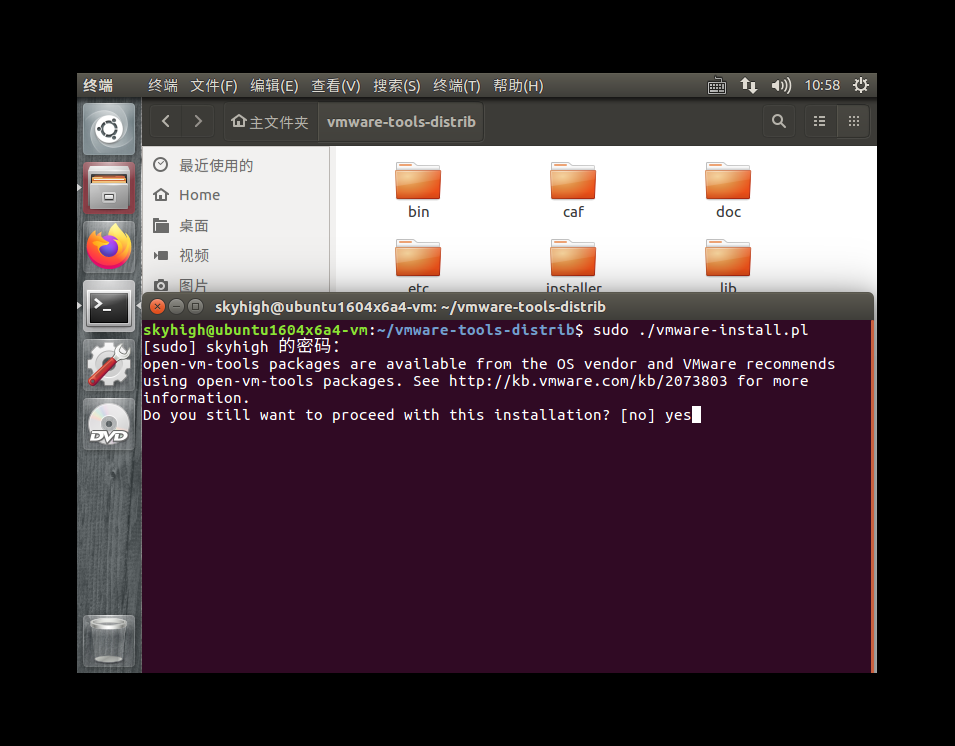 终端 终端 文件(F) 编辑(E) 查看(V) 搜索(S) 终端(T) 帮助(H) 10:58
主文件夹 vmware-tools-distrib
最近使用的
Home
桌面
视频
图片
bin caf doc
etc installer lib
skyhigh@ubuntu1604x6a4-vm: ~/vmware-tools-distrib
skyhigh@ubuntu1604x6a4-vm:~/vmware-tools-distrib$ sudo ./vmware-install.pl
[sudo] skyhigh 的密码：
open-vm-tools packages are available from the OS vendor and VMware recommends
using open-vm-tools packages. See http://kb.vmware.com/kb/2073803 for more
information.
Do you still want to proceed with this installation? [no] yes
DVD